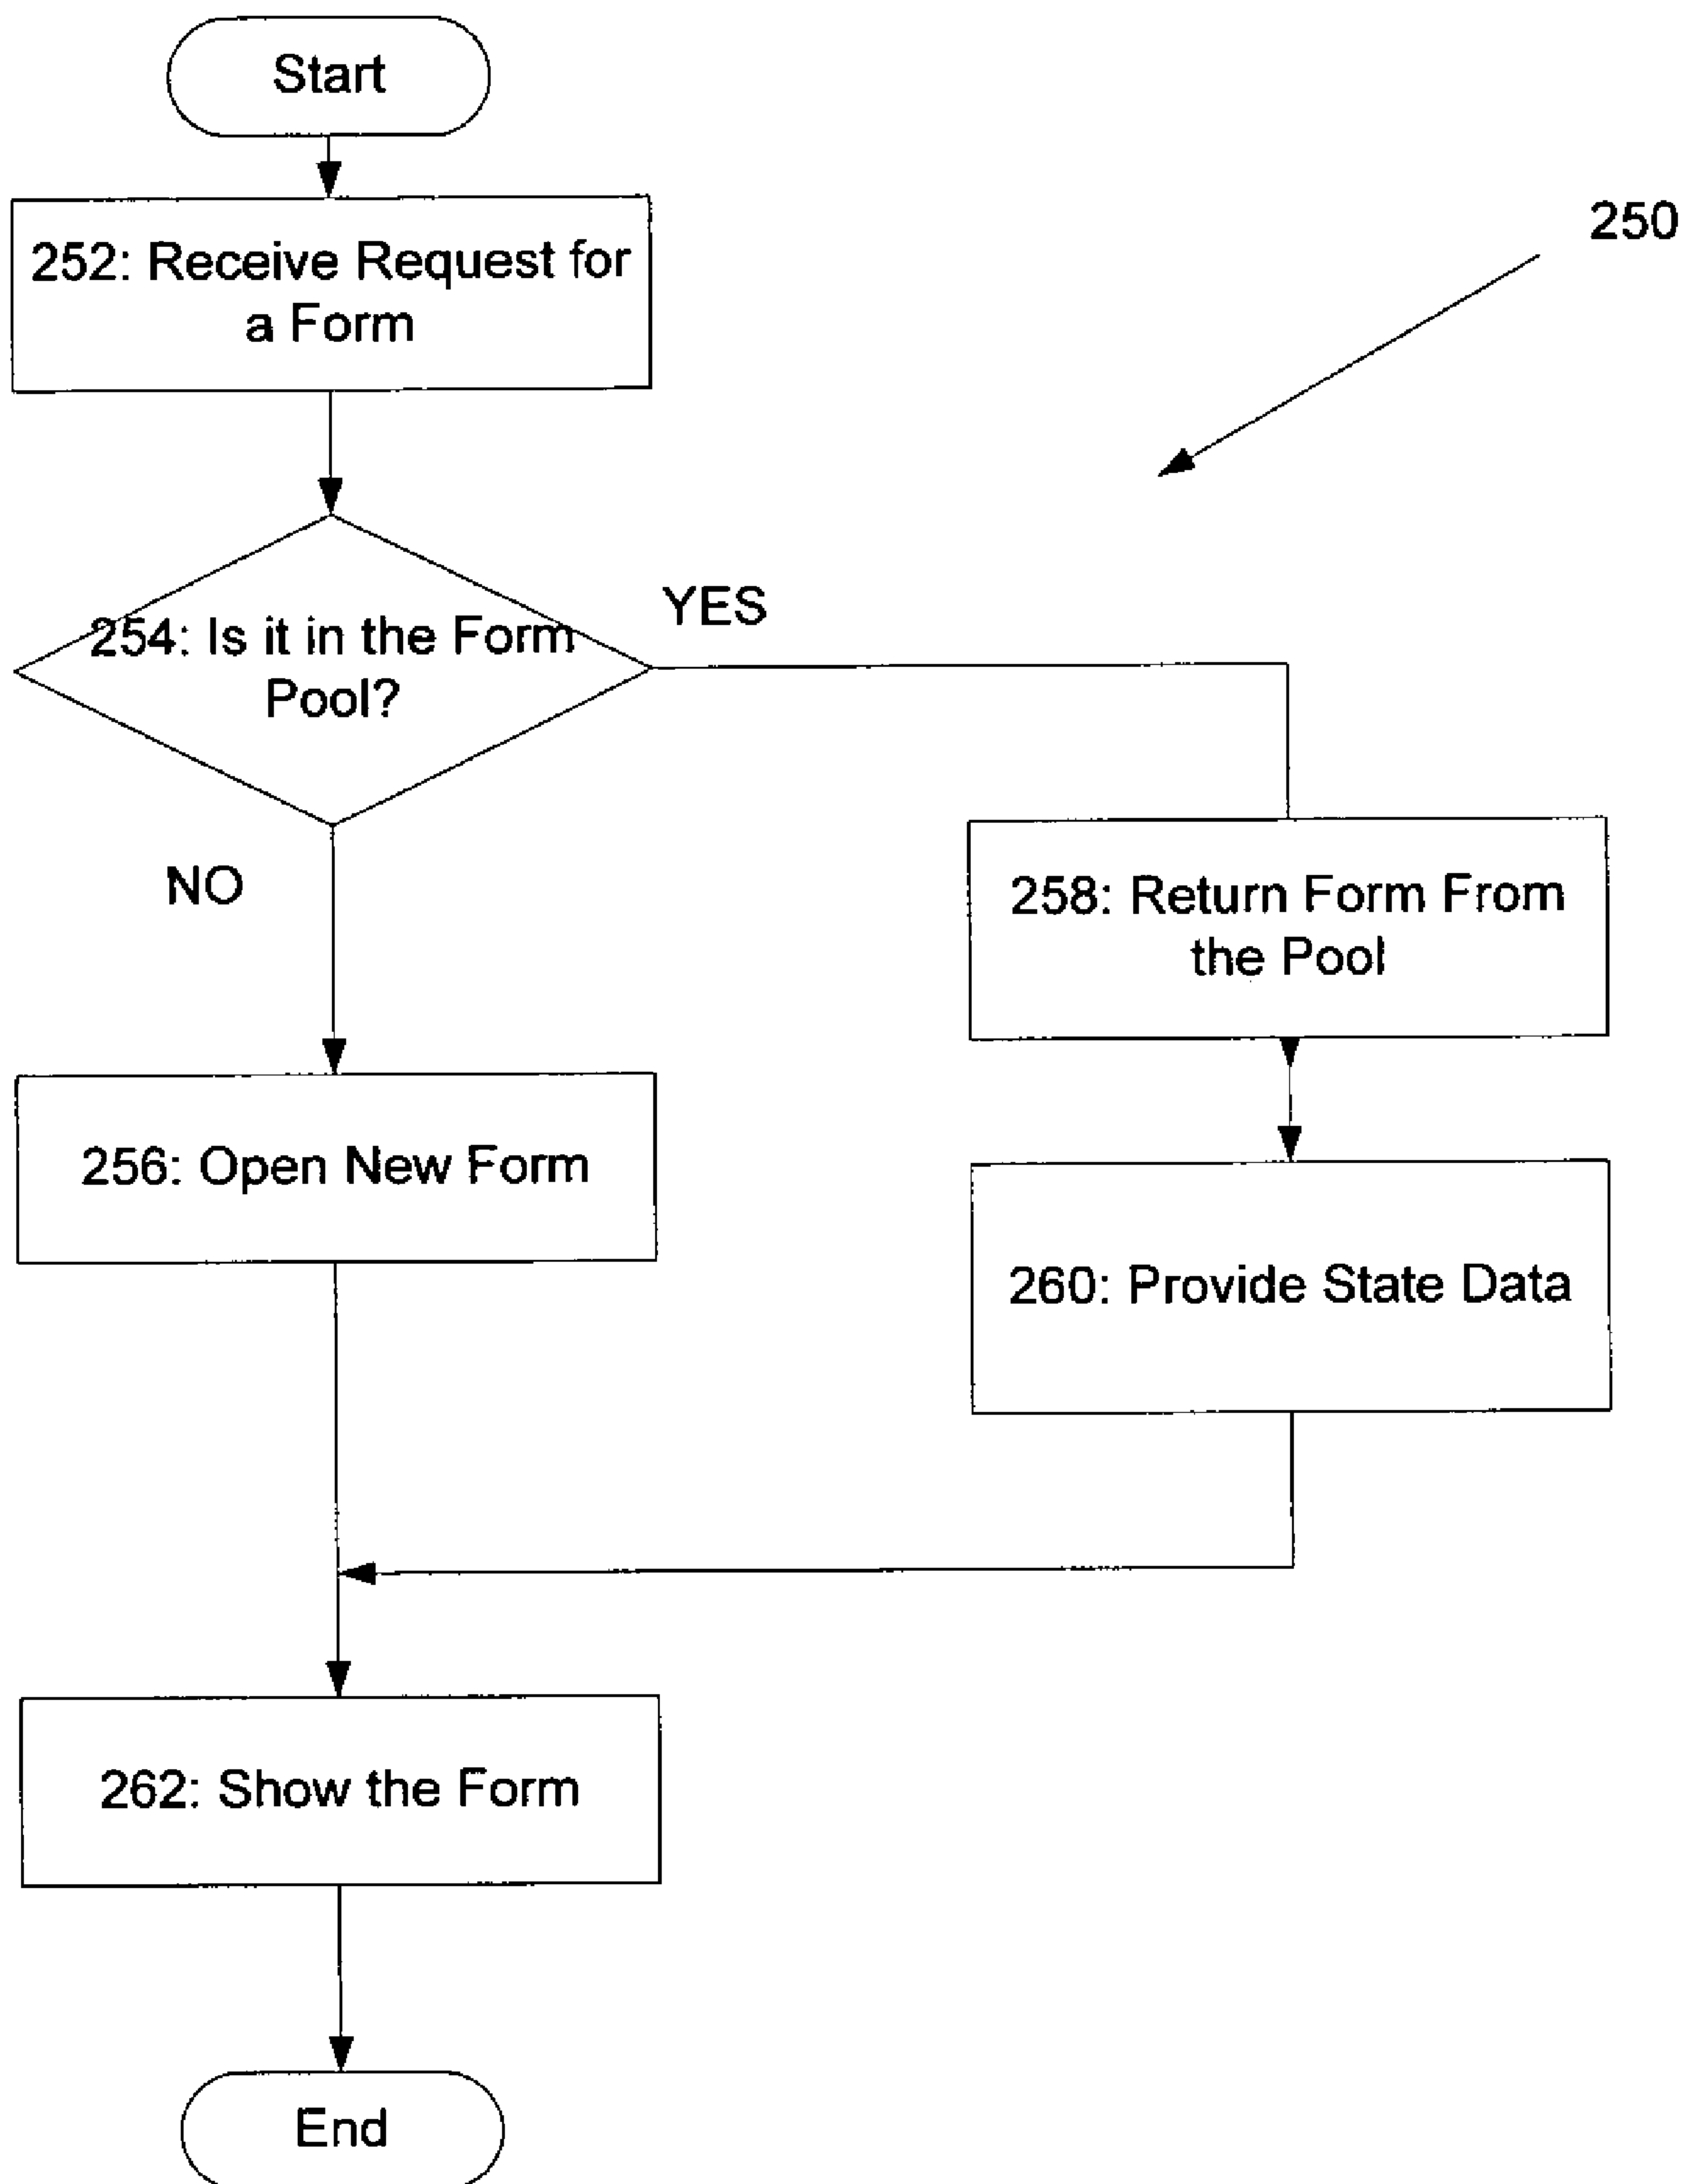 Start
252: Receive Request for
a Form
250
254: Is it in the Form
Pool?
YES
NO
258: Return Form From
the Pool
256: Open New Form
260: Provide State Data
262: Show the Form
End